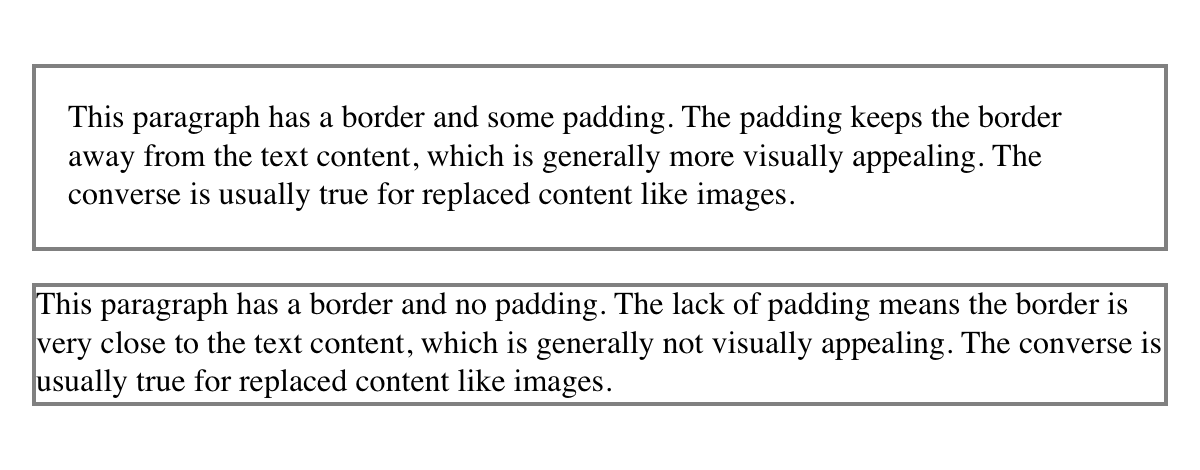 This paragraph has a border and some padding. The padding keeps the border
away from the text content, which is generally more visually appealing. The
converse is usually true for replaced content like images.
This paragraph has a border and no padding. The lack of padding means the border is
very close to the text content, which is generally not visually appealing. The converse is
usually true for replaced content like images.